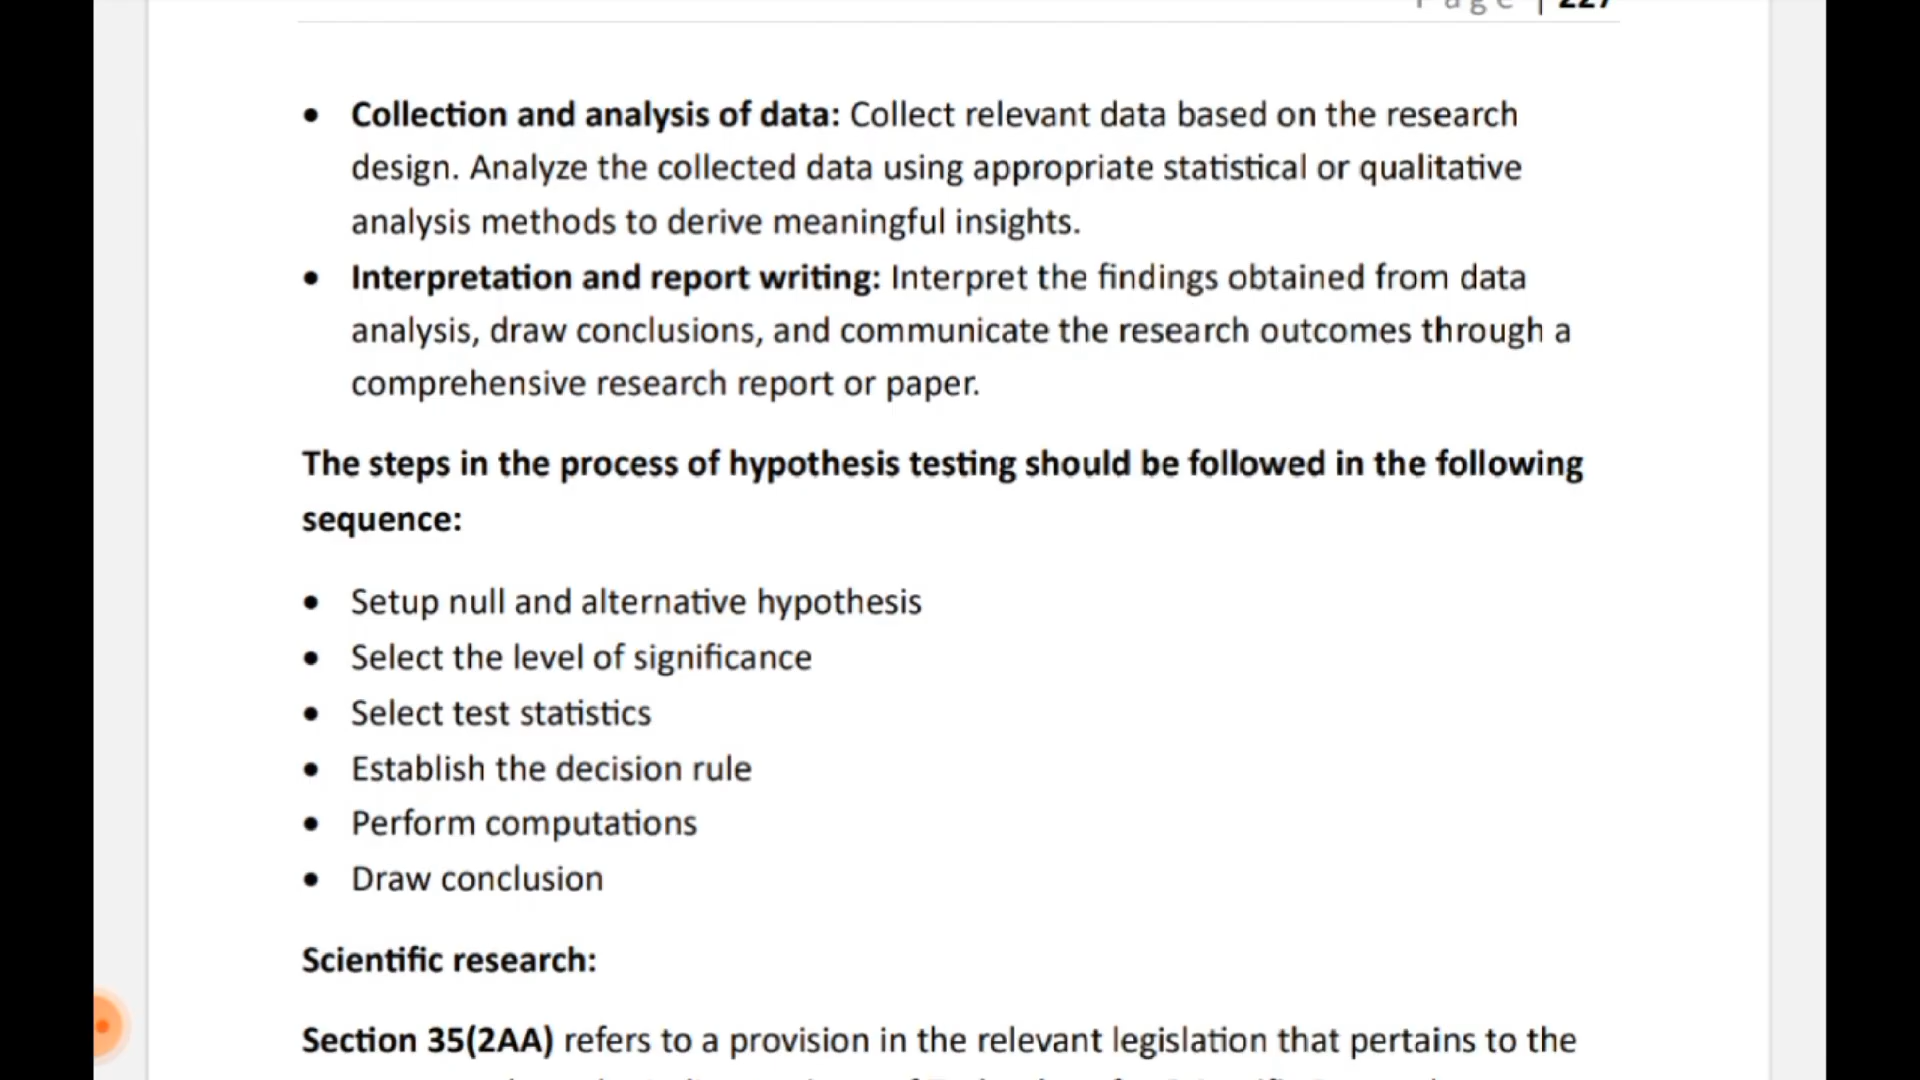 Page | 227
• Collection and analysis of data: Collect relevant data based on the research
design. Analyze the collected data using appropriate statistical or qualitative
analysis methods to derive meaningful insights.
• Interpretation and report writing: Interpret the findings obtained from data
analysis, draw conclusions, and communicate the research outcomes through a
comprehensive research report or paper.
The steps in the process of hypothesis testing should be followed in the following
sequence:
• Setup null and alternative hypothesis
• Select the level of significance
• Select test statistics
• Establish the decision rule
• Perform computations
• Draw conclusion
Scientific research:
Section 35(2AA) refers to a provision in the relevant legislation that pertains to the